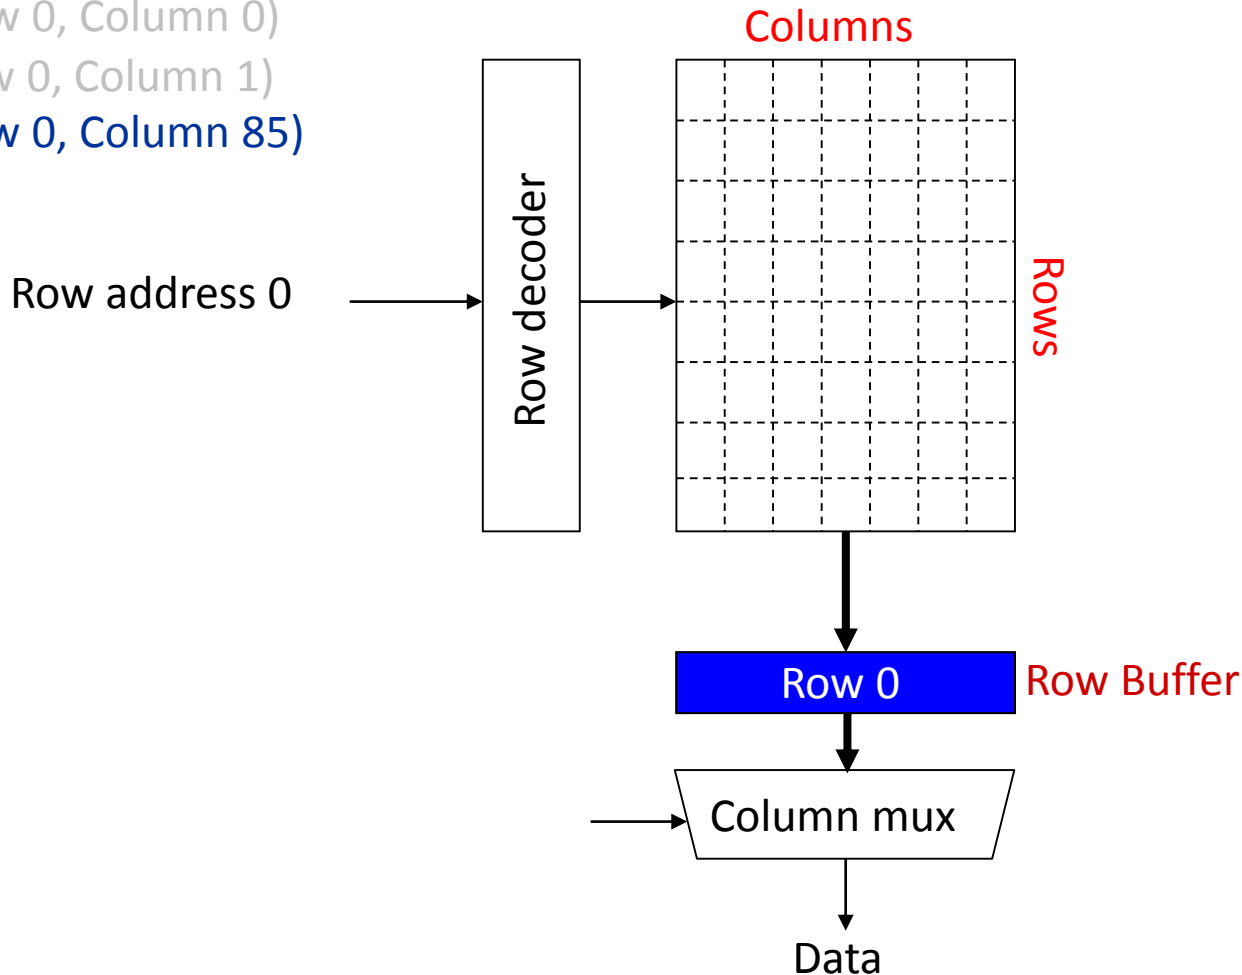 w 0, Column 0)
w 0, Column 1)
w 0, Column 85)
Columns
Row decoder
Row address 0
Rows
Row 0
Row Buffer
Column mux
Data